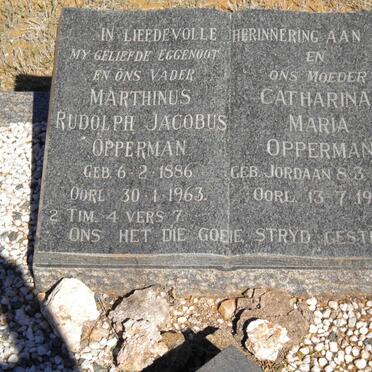 IN LIEFDEVOLLE HERINNERING AAN
MY GELIEFDE EGGENOOT
EN ONS VADER
MARTHINUS
RUDOLPH JACOBUS
OPPERMAN
GEB. 6-2-1886
OORL. 30-1-1963.
2 TIM. 4 VERS 7
EN
ONS MOEDER
CATHARINA
MARIA
OPPERMAN
GEB. JORDAAN 8-3
OORL. 13-7-19
ONS HET DIE GOEIE STRYD